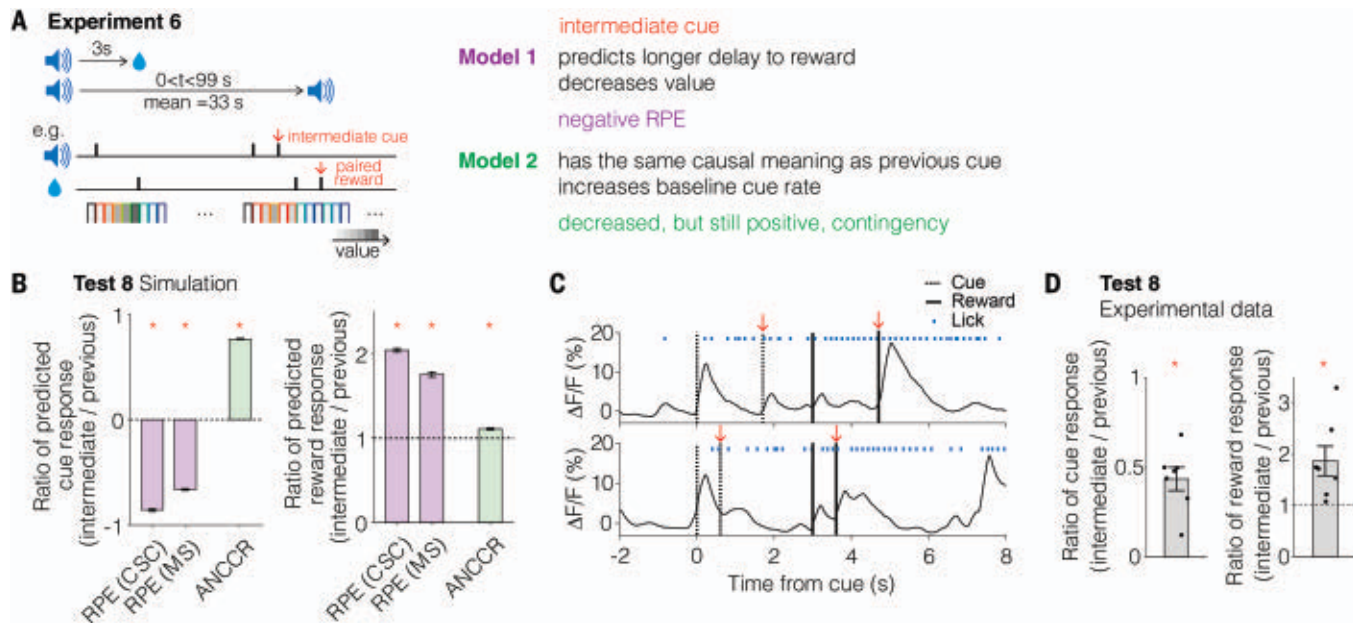 A Experiment 6
3s
0<t<99 s
mean =33 s
e.g.
intermediate cue
paired
reward
...
...
value
intermediate cue
Model 1 predicts longer delay to reward
decreases value
negative RPE
Model 2 has the same causal meaning as previous cue
increases baseline cue rate
decreased, but still positive, contingency
B Test 8 Simulation
Ratio of predicted
cue response
(intermediate / previous)
1
0
-1
* * *
RPE (CSC)
RPE (MS)
ANCCR
Ratio of predicted
reward response
(intermediate / previous)
2
1
0
* * *
RPE (CSC)
RPE (MS)
ANCCR
C
Cue
Reward
Lick
ΔF/F (%)
20
10
0
ΔF/F (%)
20
10
0
-2 0 2 4 6 8
Time from cue (s)
D Test 8
Experimental data
Ratio of cue response
(intermediate / previous)
1
0.5
0
*
Ratio of reward response
(intermediate / previous)
3
2
1
0
*